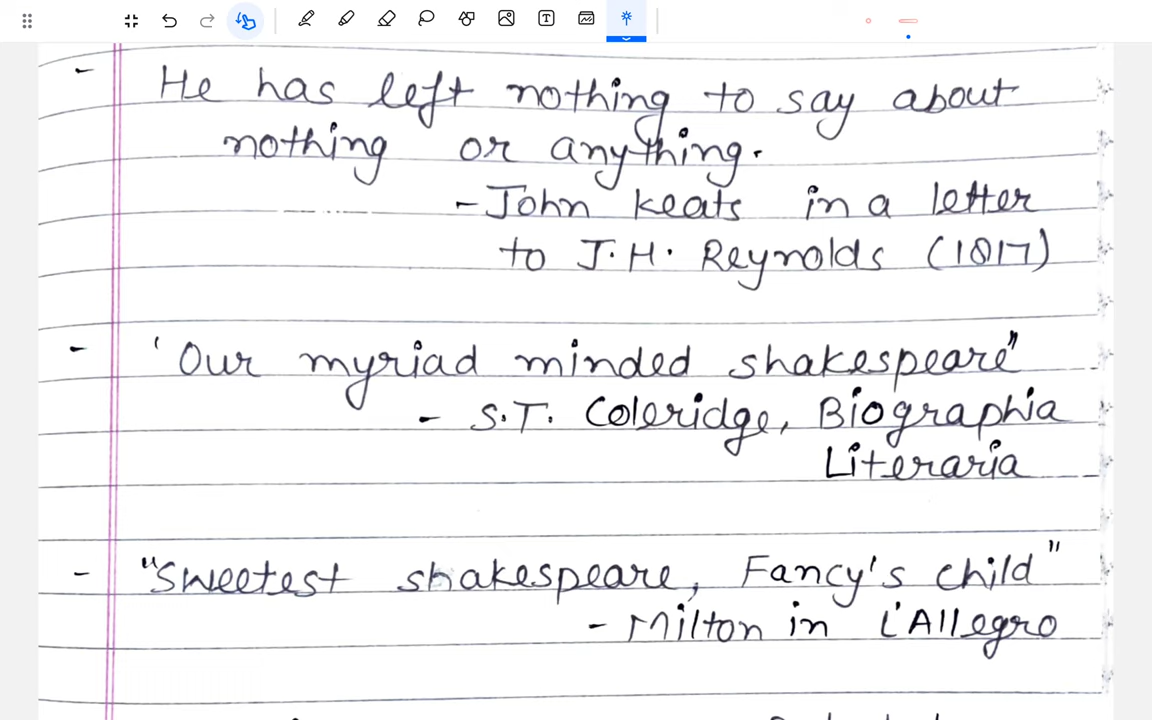 - He has left nothing to say about
nothing or anything.
- John Keats in a letter
to J.H. Reynolds (1817)
- 'Our myriad minded shakespeare"
- S.T. Coleridge, Biographia
Literaria
- "Sweetest shakespeare, Fancy's child"
- Milton in L'Allegro